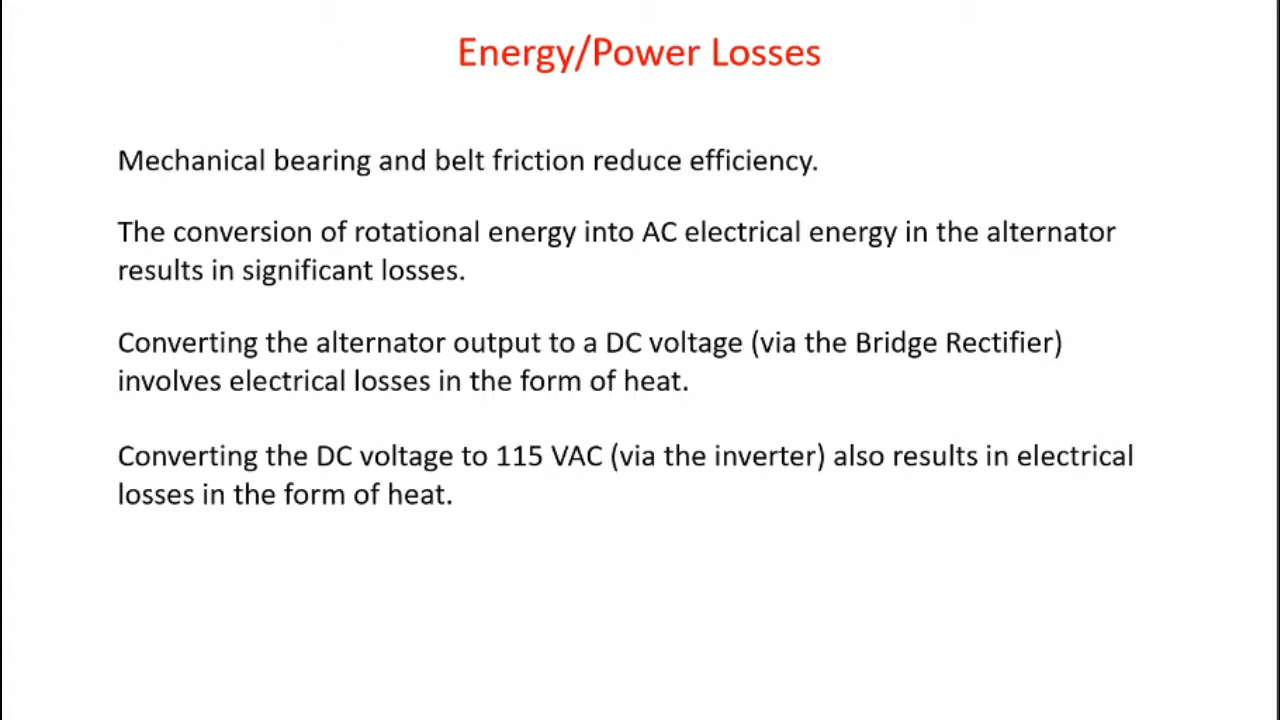 Energy/Power Losses
Mechanical bearing and belt friction reduce efficiency.
The conversion of rotational energy into AC electrical energy in the alternator
results in significant losses.
Converting the alternator output to a DC voltage (via the Bridge Rectifier)
involves electrical losses in the form of heat.
Converting the DC voltage to 115 VAC (via the inverter) also results in electrical
losses in the form of heat.